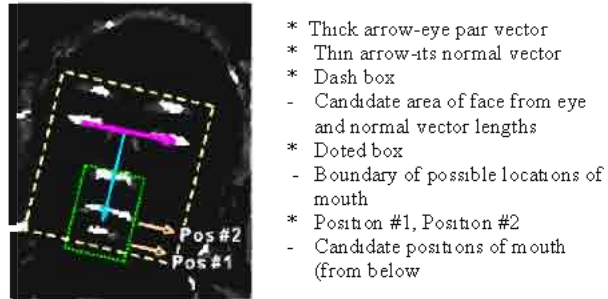 * Thick arrow-eye pair vector
* Thin arrow-its normal vector
* Dash box
- Candidate area of face from eye
and normal vector lengths
* Doted box
- Boundary of possible locations of
mouth
* Position #1, Position #2
- Candidate positions of mouth
(from below
Pos #2
Pos #1